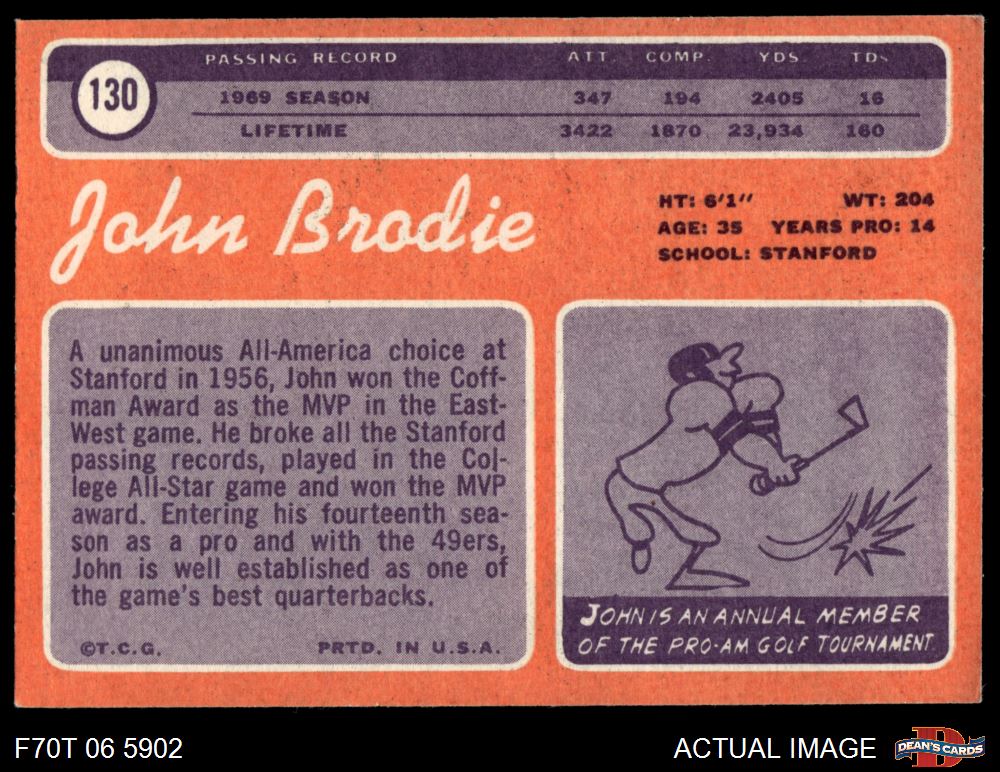 130
PASSING RECORD ATT. COMP. YDS. TDS
1969 SEASON 347 194 2405 16
LIFETIME 3422 1870 23,934 160
John Brodie
HT: 6'1" WT: 204
AGE: 35 YEARS PRO: 14
SCHOOL: STANFORD
A unanimous All-America choice at
Stanford in 1956, John won the Coff-
man Award as the MVP in the East-
West game. He broke all the Stanford
passing records, played in the Col-
lege All-Star game and won the MVP
award. Entering his fourteenth sea-
son as a pro and with the 49ers,
John is well established as one of
the game's best quarterbacks.
©T.C.G. PRTD. IN U.S.A.
JOHN IS AN ANNUAL MEMBER
OF THE PRO-AM GOLF TOURNAMENT
F70T 06 5902
ACTUAL IMAGE
D
DEAN'S CARDS